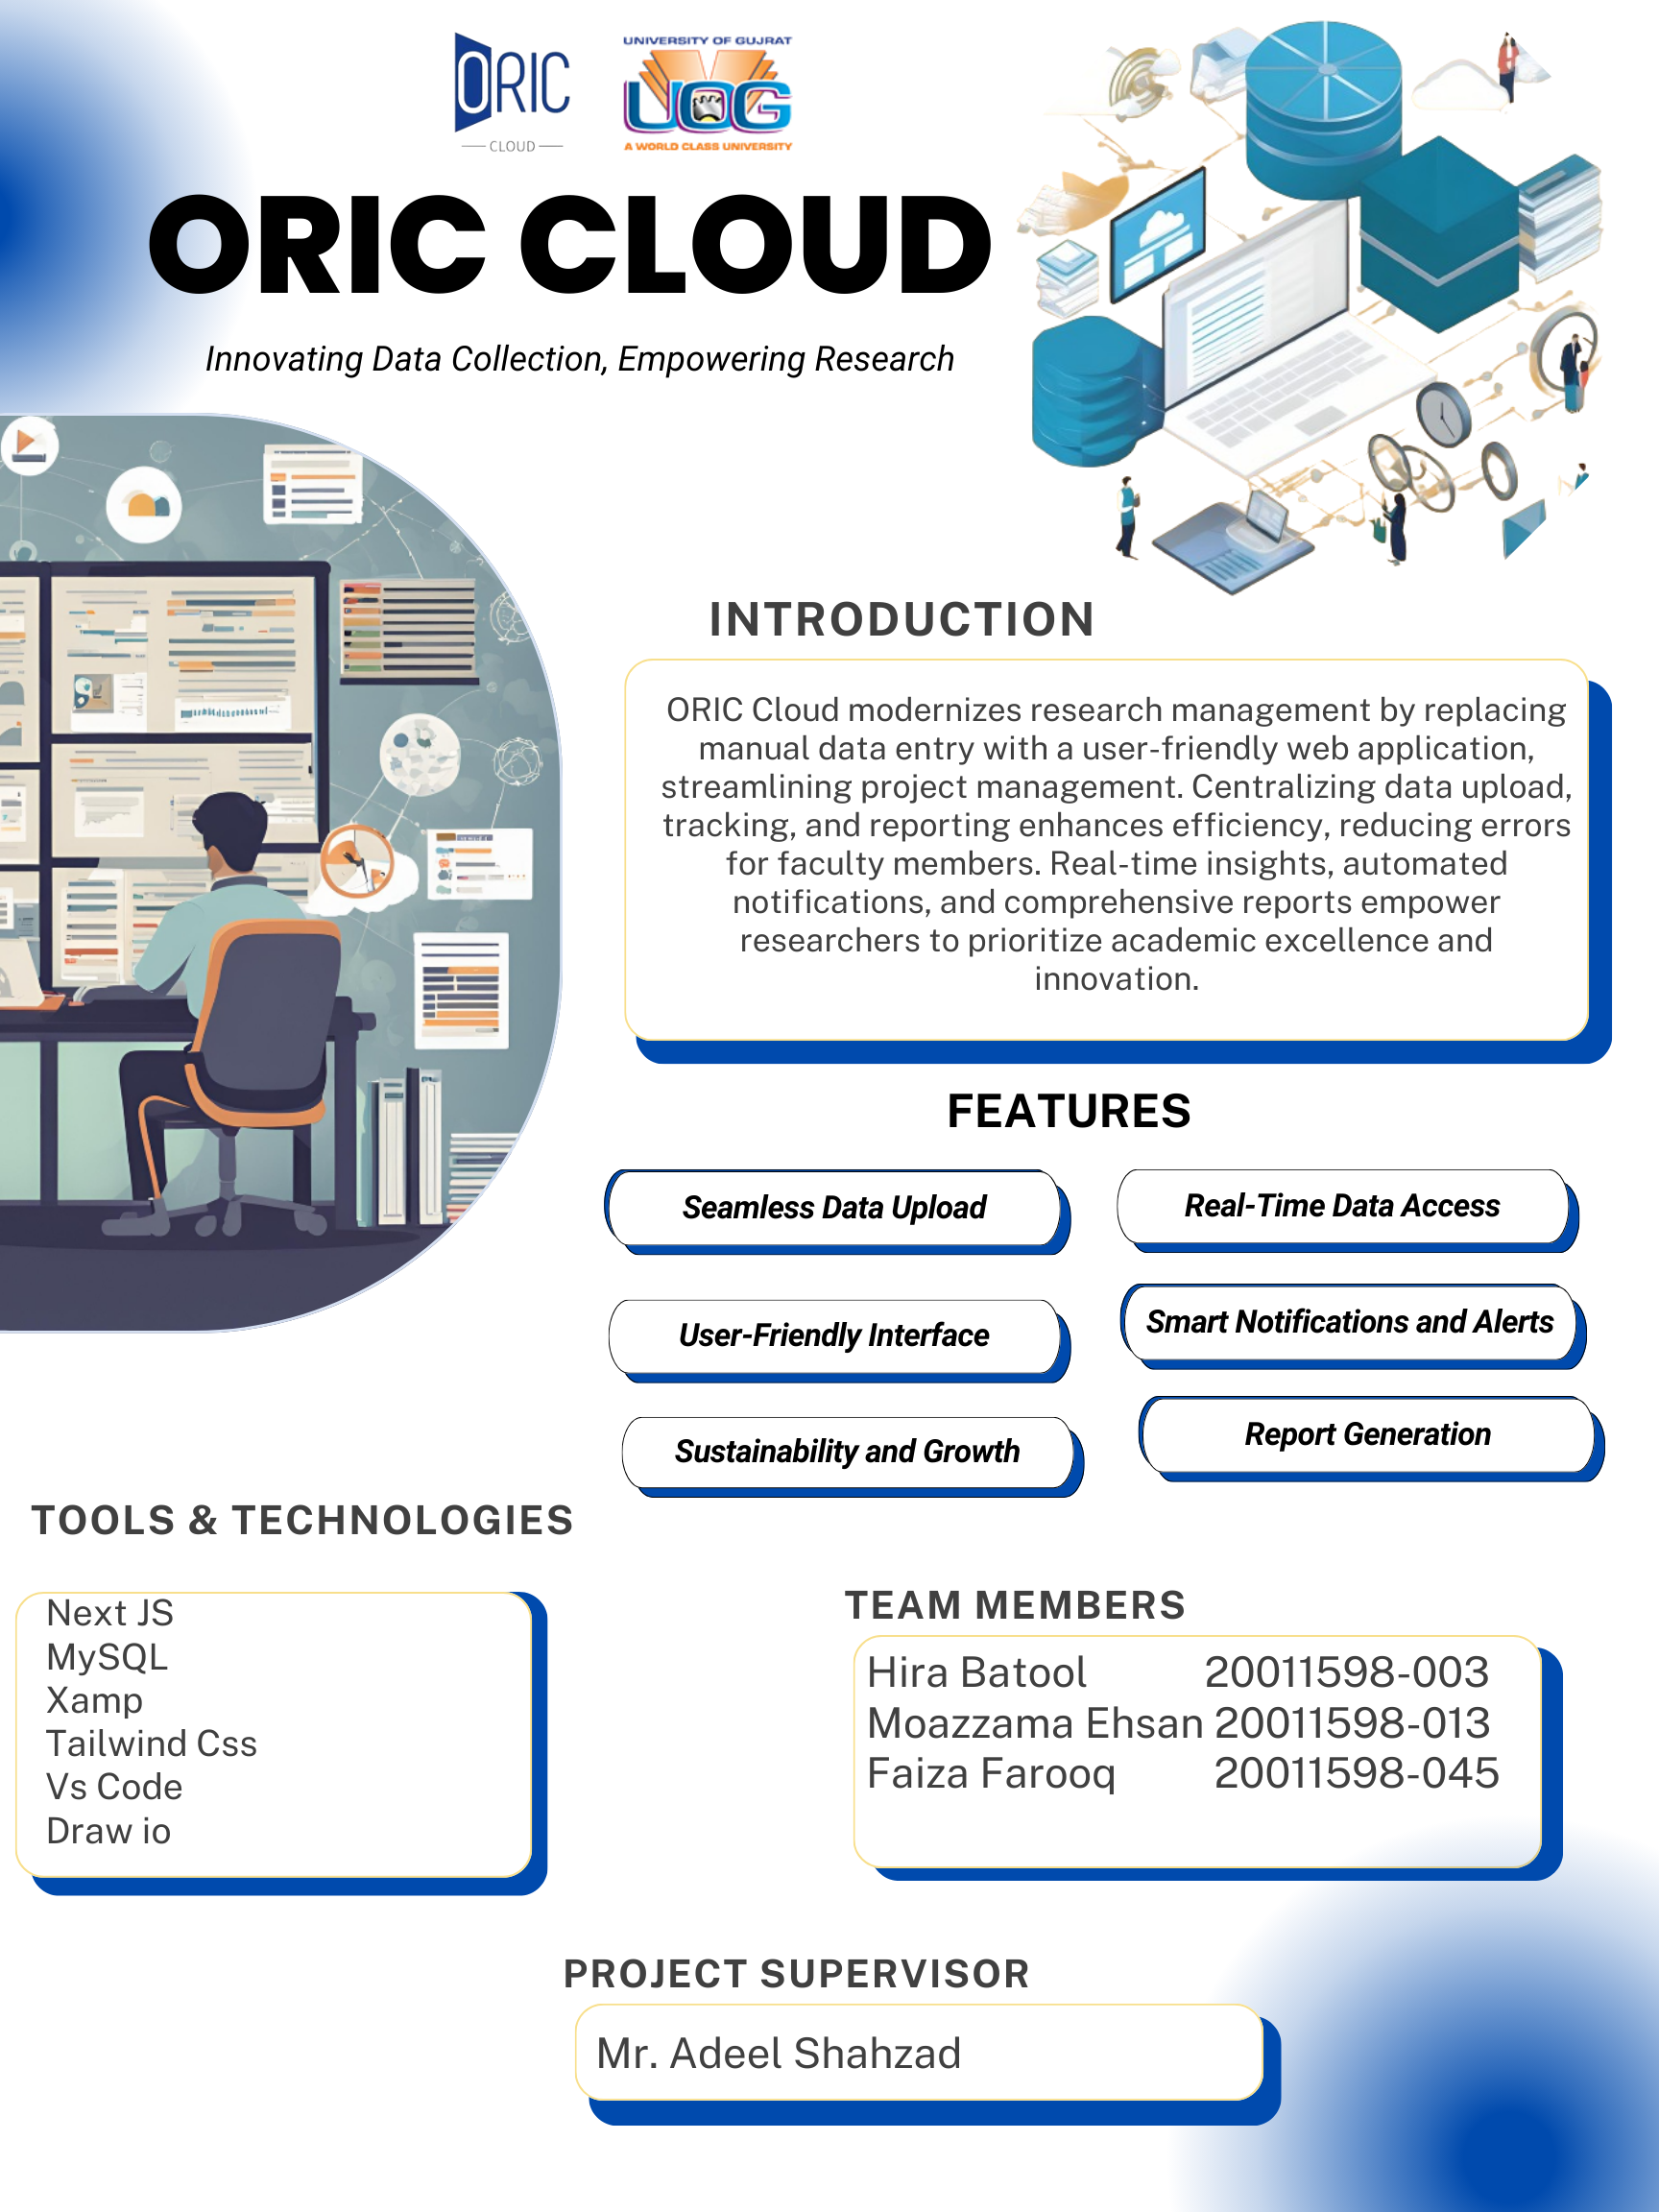 ORIC
CLOUD
UNIVERSITY OF GUJRAT
UOG
A WORLD CLASS UNIVERSITY
ORIC CLOUD
Innovating Data Collection, Empowering Research
INTRODUCTION
ORIC Cloud modernizes research management by replacing
manual data entry with a user-friendly web application,
streamlining project management. Centralizing data upload,
tracking, and reporting enhances efficiency, reducing errors
for faculty members. Real-time insights, automated
notifications, and comprehensive reports empower
researchers to prioritize academic excellence and
innovation.
FEATURES
Seamless Data Upload
Real-Time Data Access
User-Friendly Interface
Smart Notifications and Alerts
Sustainability and Growth
Report Generation
TOOLS & TECHNOLOGIES
Next JS
MySQL
Xamp
Tailwind Css
Vs Code
Draw io
TEAM MEMBERS
Hira Batool 20011598-003
Moazzama Ehsan 20011598-013
Faiza Farooq 20011598-045
PROJECT SUPERVISOR
Mr. Adeel Shahzad